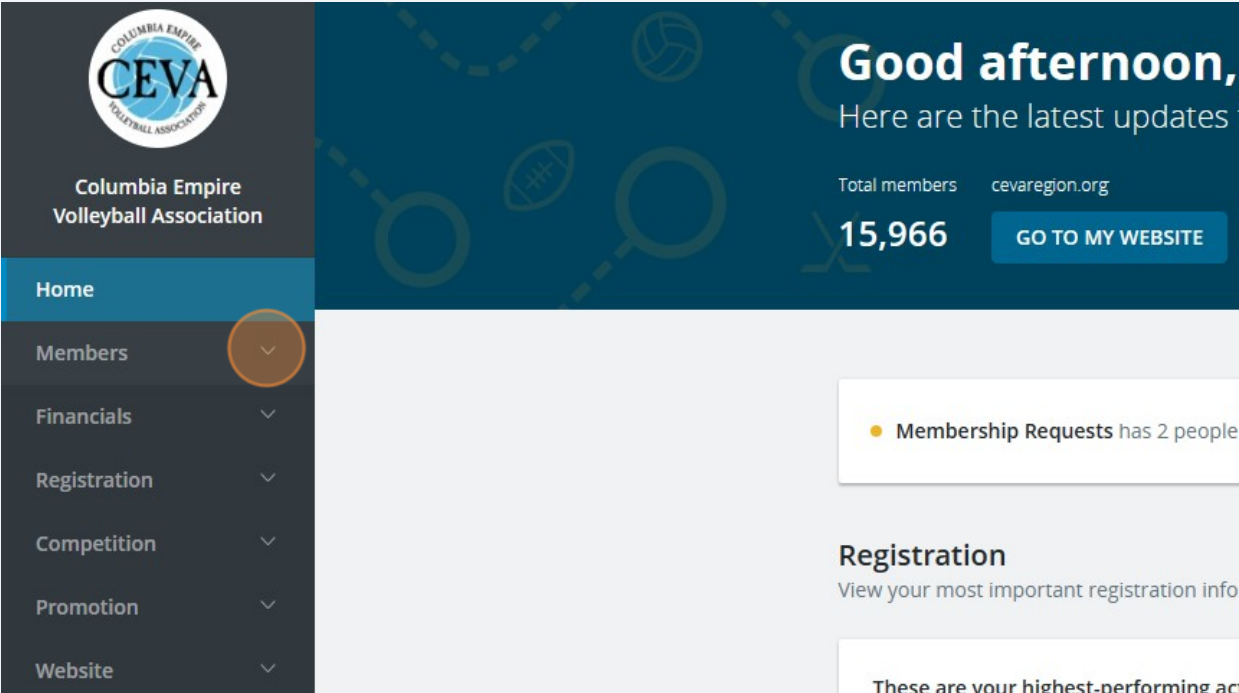 COLUMBIA EMPIRE
CEVA
VOLLEYBALL ASSOCIATION
Columbia Empire
Volleyball Association
Home
Members
Financials
Registration
Competition
Promotion
Website
Good afternoon,
Here are the latest updates
Total members cevaregion.org
15,966 GO TO MY WEBSITE
Membership Requests has 2 people
Registration
View your most important registration info
These are your highest-performing act